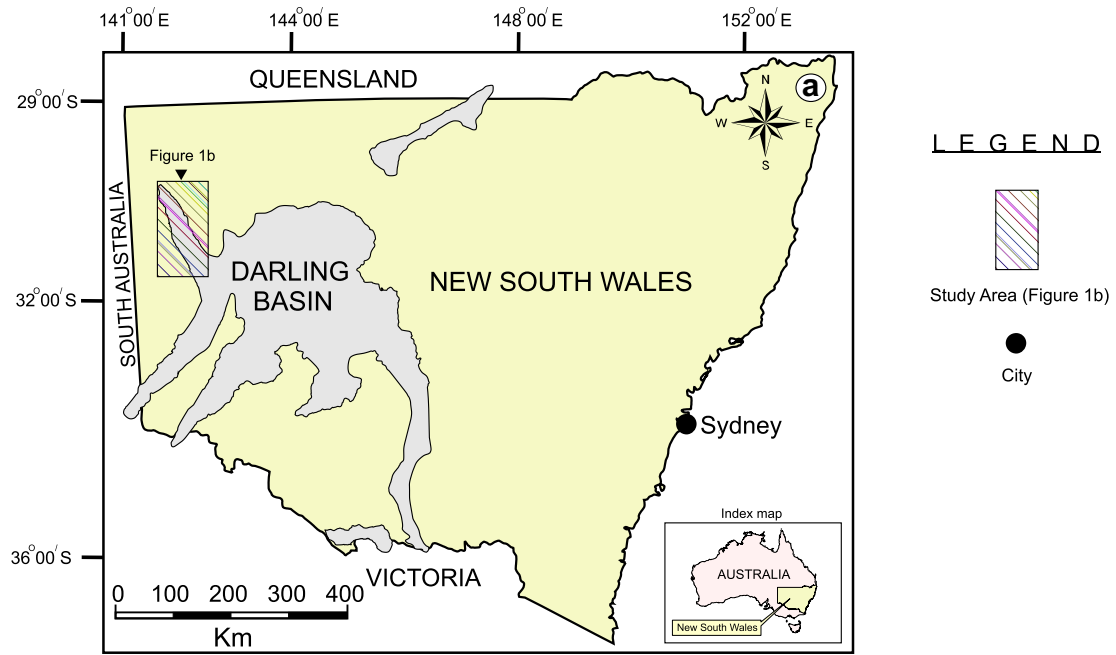 141°00′E 144°00′E 148°00′E 152°00′E
QUEENSLAND
a
N
W E
S
29°00′S
L E G E N D
Figure 1b
SOUTH AUSTRALIA
DARLING
BASIN
NEW SOUTH WALES
32°00′S
Study Area (Figure 1b)
City
Sydney
36°00′S
VICTORIA
Index map
AUSTRALIA
New South Wales
0 100 200 300 400
Km